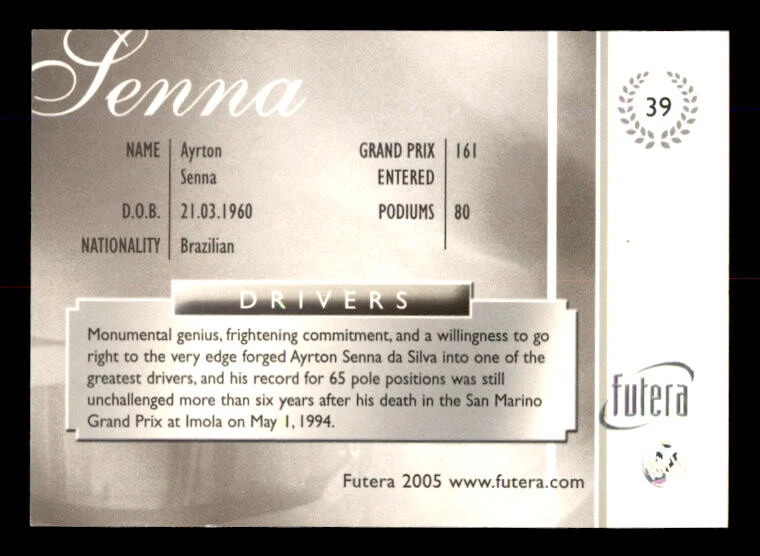 Senna
39
NAME Ayrton Senna
GRAND PRIX ENTERED 161
D.O.B. 21.03.1960
PODIUMS 80
NATIONALITY Brazilian
DRIVERS
Monumental genius, frightening commitment, and a willingness to go
right to the very edge forged Ayrton Senna da Silva into one of the
greatest drivers, and his record for 65 pole positions was still
unchallenged more than six years after his death in the San Marino
Grand Prix at Imola on May 1, 1994.
futera
Futera 2005 www.futera.com